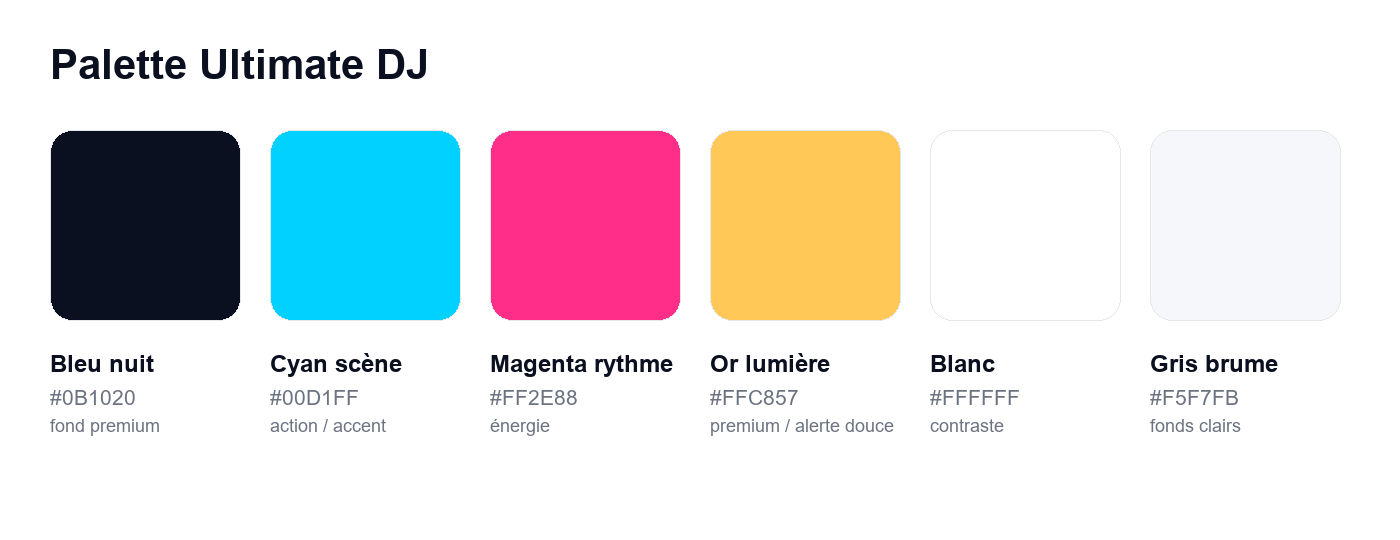 Palette Ultimate DJ
Bleu nuit
#0B1020
fond premium
Cyan scène
#00D1FF
action / accent
Magenta rythme
#FF2E88
énergie
Or lumière
#FFC857
premium / alerte douce
Blanc
#FFFFFF
contraste
Gris brume
#F5F7FB
fonds clairs